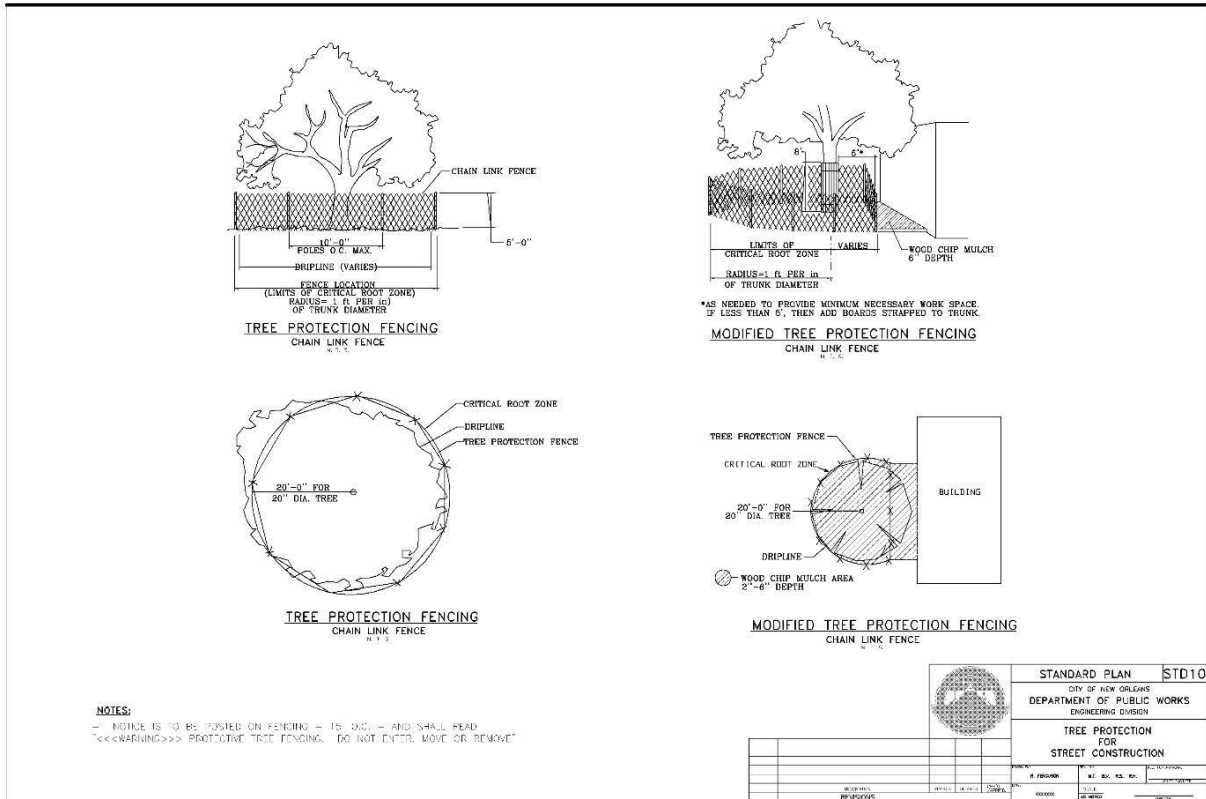 CHAIN LINK FENCE
10'-0"
POLES O.C. MAX.
5'-0"
DRIPLINE (VARIES)
FENCE LOCATION
(LIMITS OF CRITICAL ROOT ZONE)
RADIUS= 1 ft PER in)
OF TRUNK DIAMETER
TREE PROTECTION FENCING
CHAIN LINK FENCE
N. T. S.
8'
6'*
LIMITS OF
CRITICAL ROOT ZONE
VARIES
WOOD CHIP MULCH
6" DEPTH
RADIUS=1 ft PER in
OF TRUNK DIAMETER
*AS NEEDED TO PROVIDE MINIMUM NECESSARY WORK SPACE.
IF LESS THAN 5', THEN ADD BOARDS STRAPPED TO TRUNK.
MODIFIED TREE PROTECTION FENCING
CHAIN LINK FENCE
N. T. S.
CRITICAL ROOT ZONE
DRIPLINE
TREE PROTECTION FENCE
20'-0" FOR
20" DIA. TREE
TREE PROTECTION FENCING
CHAIN LINK FENCE
N T S
TREE PROTECTION FENCE
CRITICAL ROOT ZONE
BUILDING
20'-0" FOR
20" DIA. TREE
DRIPLINE
WOOD CHIP MULCH AREA
2"-6" DEPTH
MODIFIED TREE PROTECTION FENCING
CHAIN LINK FENCE
NOTES:
- NOTICE IS TO BE POSTED ON FENCING - 15' O.C. - AND SHALL READ
"<<<WARNING>>> PROTECTIVE TREE FENCING. DO NOT ENTER, MOVE OR REMOVE"
STANDARD PLAN
STD10
CITY OF NEW ORLEANS
DEPARTMENT OF PUBLIC WORKS
ENGINEERING DIVISION
TREE PROTECTION
FOR
STREET CONSTRUCTION
R. FERGUSON
DESCRIPTION
REVISIONS
AS NOTED